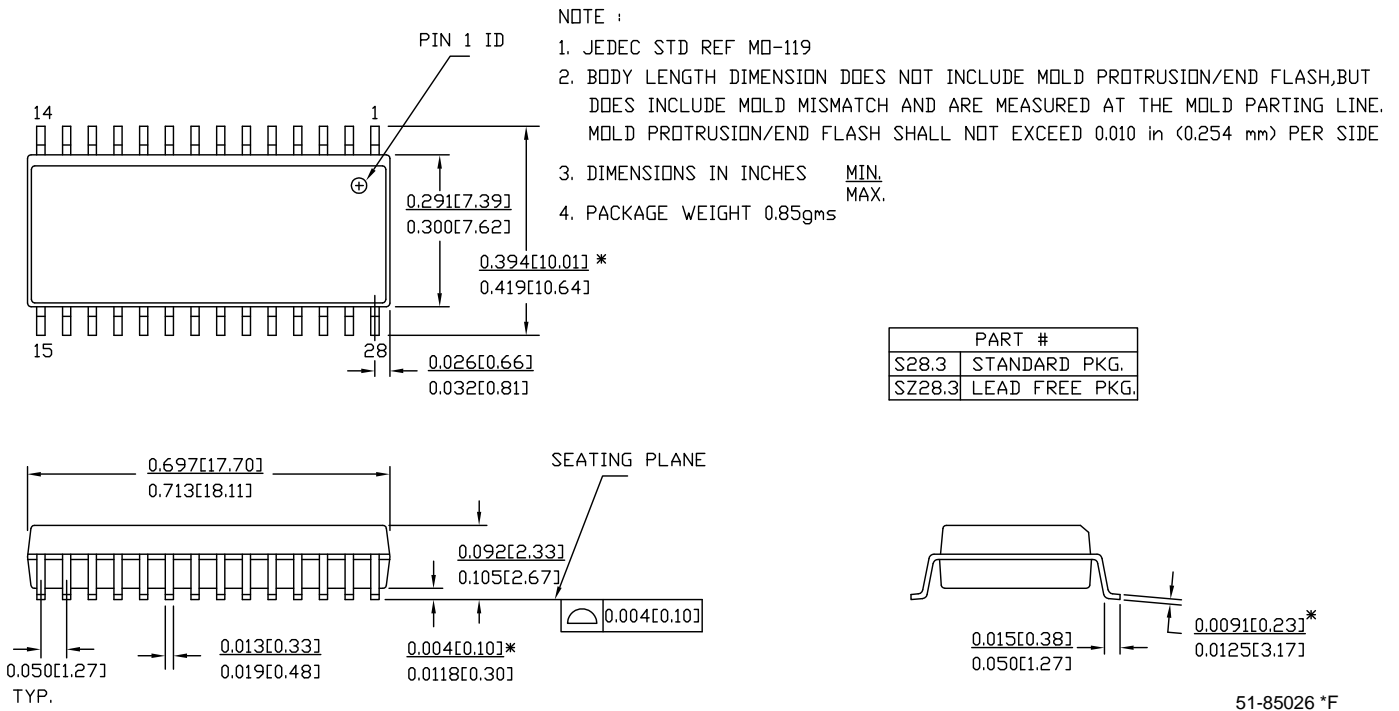 NOTE :
PIN 1 ID
1. JEDEC STD REF MO-119
2. BODY LENGTH DIMENSION DOES NOT INCLUDE MOLD PROTRUSION/END FLASH,BUT
DOES INCLUDE MOLD MISMATCH AND ARE MEASURED AT THE MOLD PARTING LINE.
MOLD PROTRUSION/END FLASH SHALL NOT EXCEED 0.010 in (0.254 mm) PER SIDE
3. DIMENSIONS IN INCHES MIN.
MAX.
4. PACKAGE WEIGHT 0.85gms
14 1
0.291[7.39]
0.300[7.62]
0.394[10.01] *
0.419[10.64]
15 28
0.026[0.66]
0.032[0.81]
PART #
S28.3 STANDARD PKG.
SZ28.3 LEAD FREE PKG.
0.697[17.70]
0.713[18.11]
SEATING PLANE
0.092[2.33]
0.105[2.67]
0.004[0.10]
0.050[1.27]
TYP.
0.013[0.33]
0.019[0.48]
0.004[0.10]*
0.0118[0.30]
0.015[0.38]
0.050[1.27]
0.0091[0.23]*
0.0125[3.17]
51-85026 *F